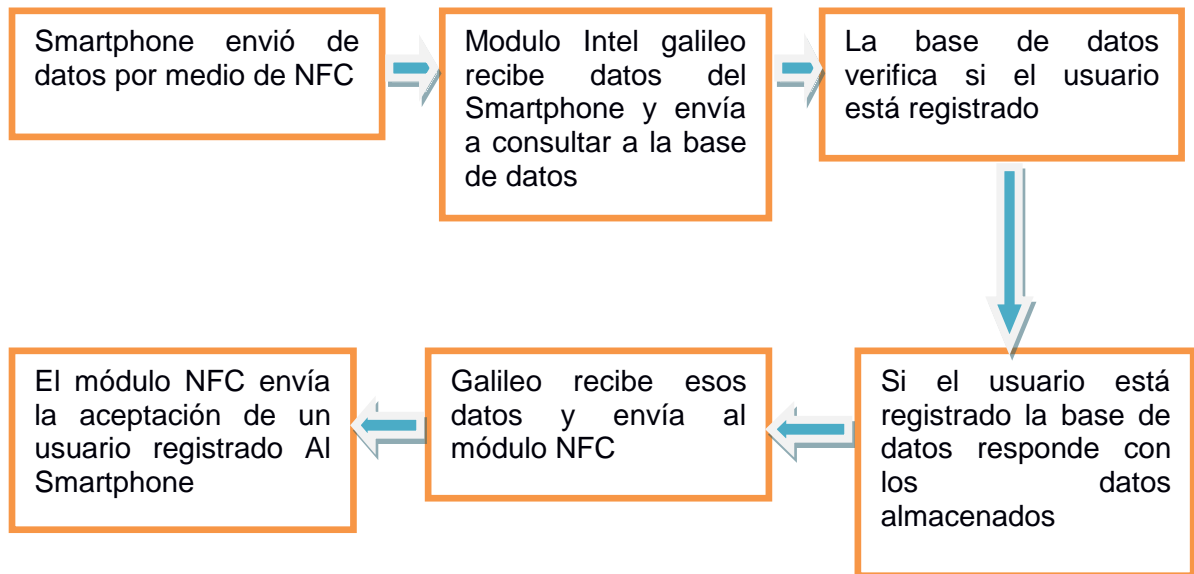 Smartphone envió de
datos por medio de NFC
Modulo Intel galileo
recibe datos del
Smartphone y envía
a consultar a la base
de datos
La base de datos
verifica si el usuario
está registrado
Si el usuario está
registrado la base de
datos responde con
los datos
almacenados
Galileo recibe esos
datos y envía al
módulo NFC
El módulo NFC envía
la aceptación de un
usuario registrado Al
Smartphone